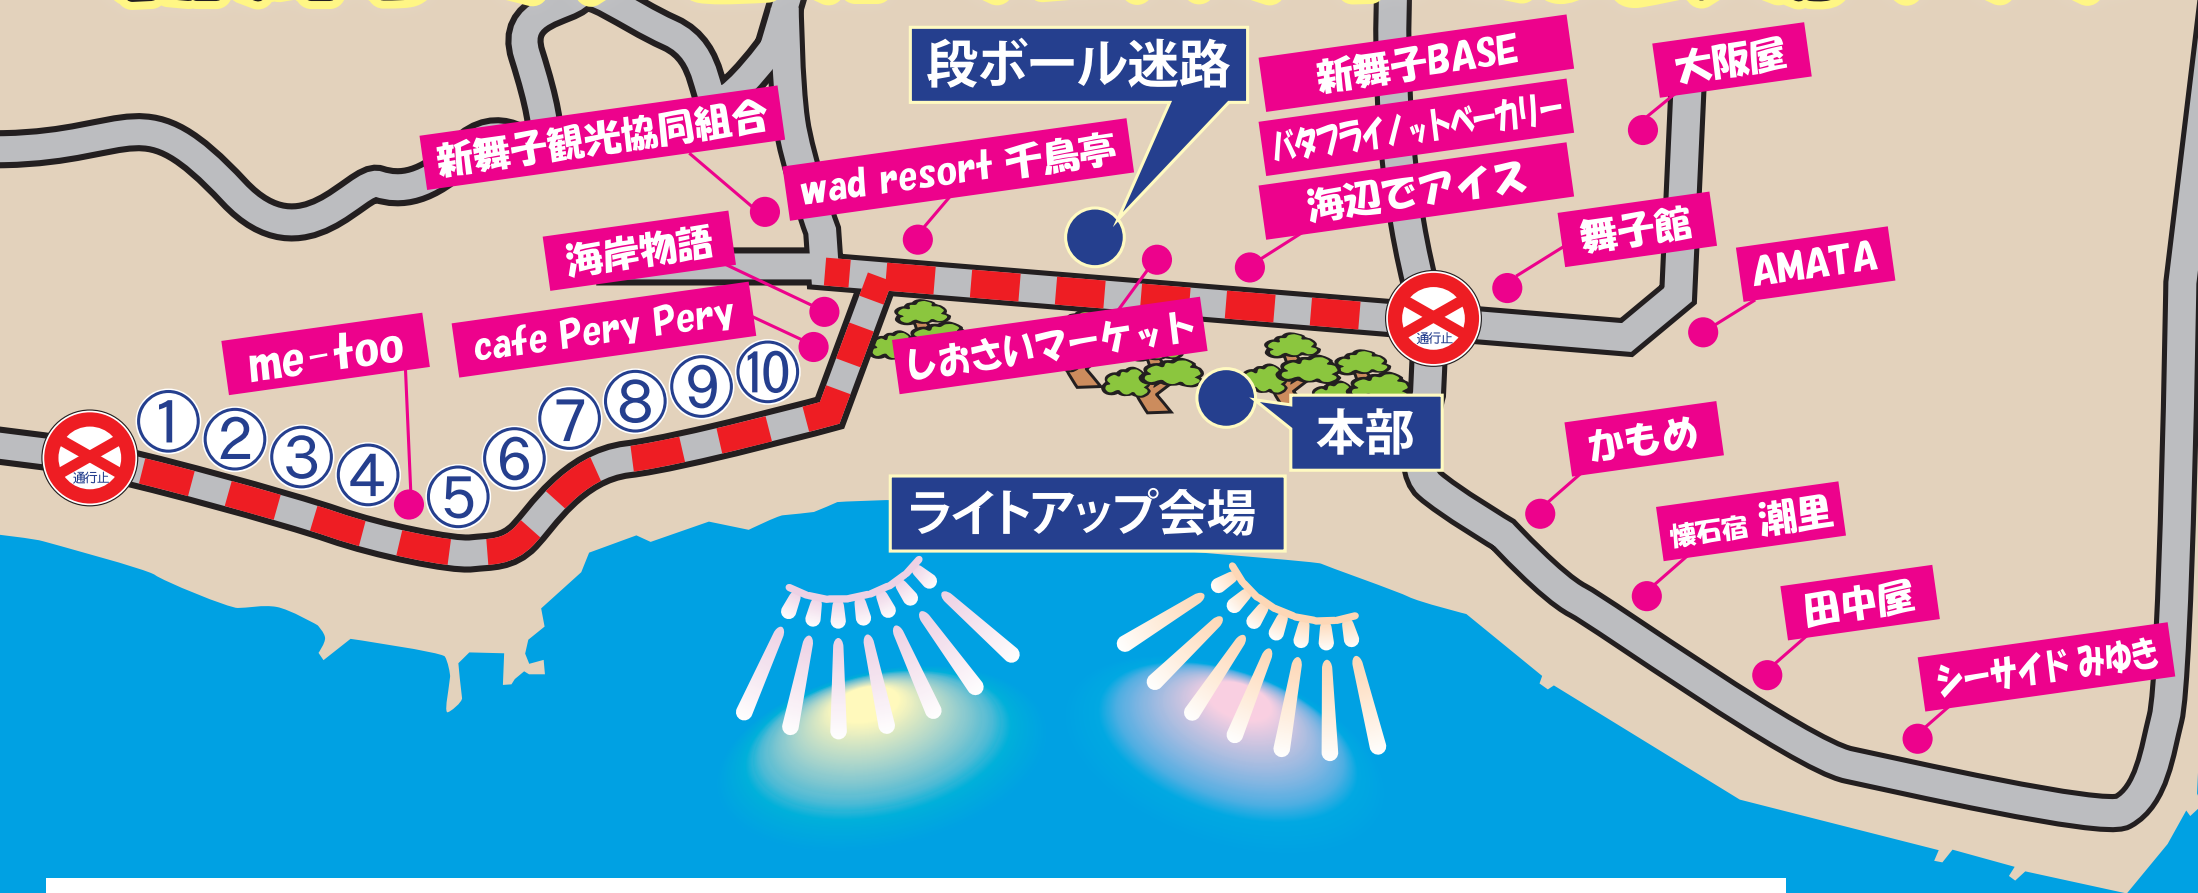 段ボール迷路
新舞子BASE
大阪屋
バタフライノットベーカリー
新舞子観光協同組合
wad resort 千鳥亭
海辺でアイス
舞子館
海岸物語
AMATA
cafe Pery Pery
me-too
しおさいマーケット
通行止
① ② ③ ④ ⑤ ⑥ ⑦ ⑧ ⑨ ⑩
通行止
本部
かもめ
ライトアップ会場
懐石宿 潮里
田中屋
シーサイド みゆき